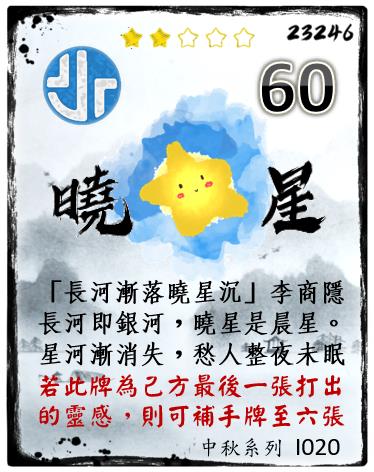 23246
60
曉星
「長河漸落曉星沉」李商隱
長河即銀河，曉星是晨星。
星河漸消失，愁人整夜未眠
若此牌為己方最後一張打出
的靈感，則可補手牌至六張
中秋系列 I020